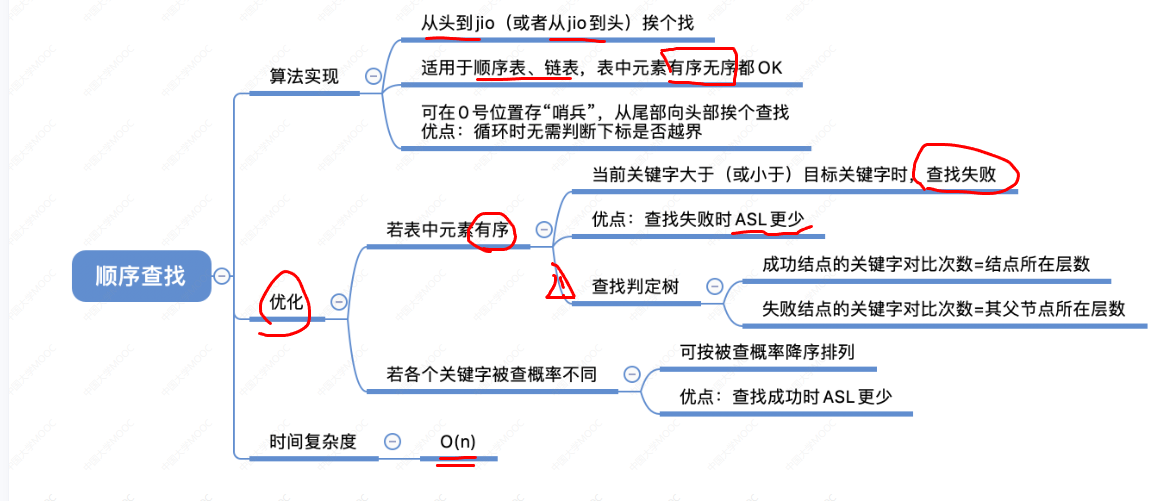 顺序查找
算法实现
从头到jio（或者从jio到头）挨个找
适用于顺序表、链表，表中元素有序无序都OK
可在0号位置存“哨兵”，从尾部向头部挨个查找
优点：循环时无需判断下标是否越界
优化
若表中元素有序
当前关键字大于（或小于）目标关键字时，查找失败
优点：查找失败时ASL更少
查找判定树
成功结点的关键字对比次数=结点所在层数
失败结点的关键字对比次数=其父节点所在层数
若各个关键字被查概率不同
可按被查概率降序排列
优点：查找成功时ASL更少
时间复杂度
O(n)